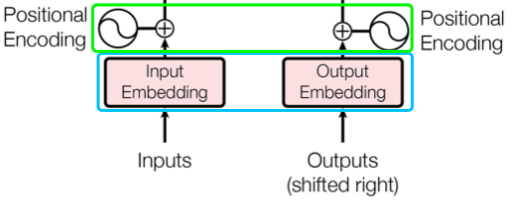 Positional
Encoding
Positional
Encoding
Input
Embedding
Output
Embedding
Inputs
Outputs
(shifted right)